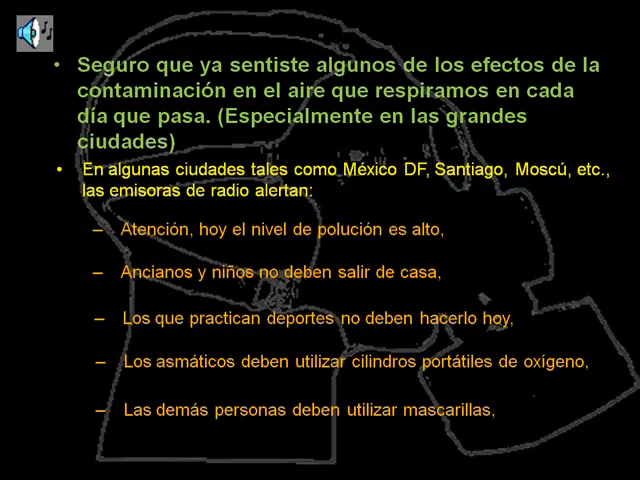 • Seguro que ya sentiste algunos de los efectos de la
contaminación en el aire que respiramos en cada
día que pasa. (Especialmente en las grandes
ciudades)
• En algunas ciudades tales como México DF, Santiago, Moscú, etc.,
las emisoras de radio alertan:
– Atención, hoy el nivel de polución es alto,
– Ancianos y niños no deben salir de casa,
– Los que practican deportes no deben hacerlo hoy,
– Los asmáticos deben utilizar cilindros portátiles de oxígeno,
– Las demás personas deben utilizar mascarillas,